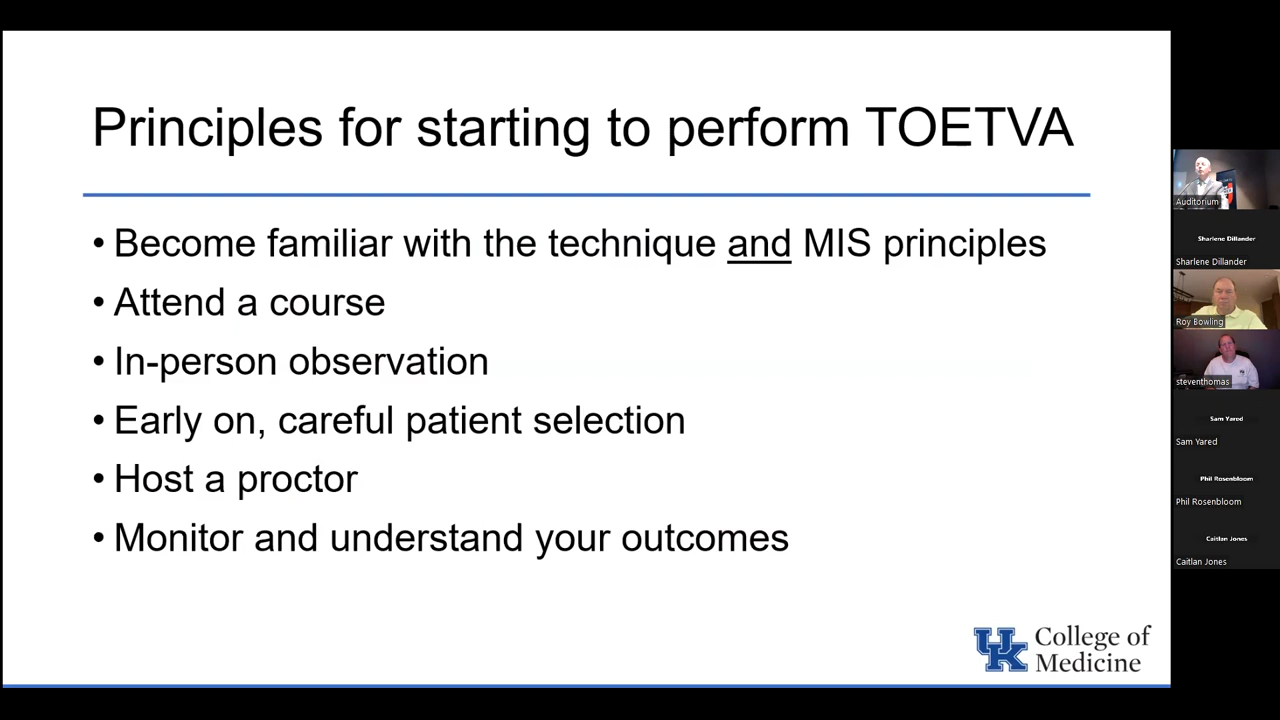 Principles for starting to perform TOETVA
• Become familiar with the technique and MIS principles
• Attend a course
• In-person observation
• Early on, careful patient selection
• Host a proctor
• Monitor and understand your outcomes
UK College of
Medicine
Auditorium
Sharlene Dillander
Sharlene Dillander
Roy Bowling
steventhomas
Sam Yared
Sam Yared
Phil Rosenbloom
Phil Rosenbloom
Caitlan Jones
Caitlan Jones